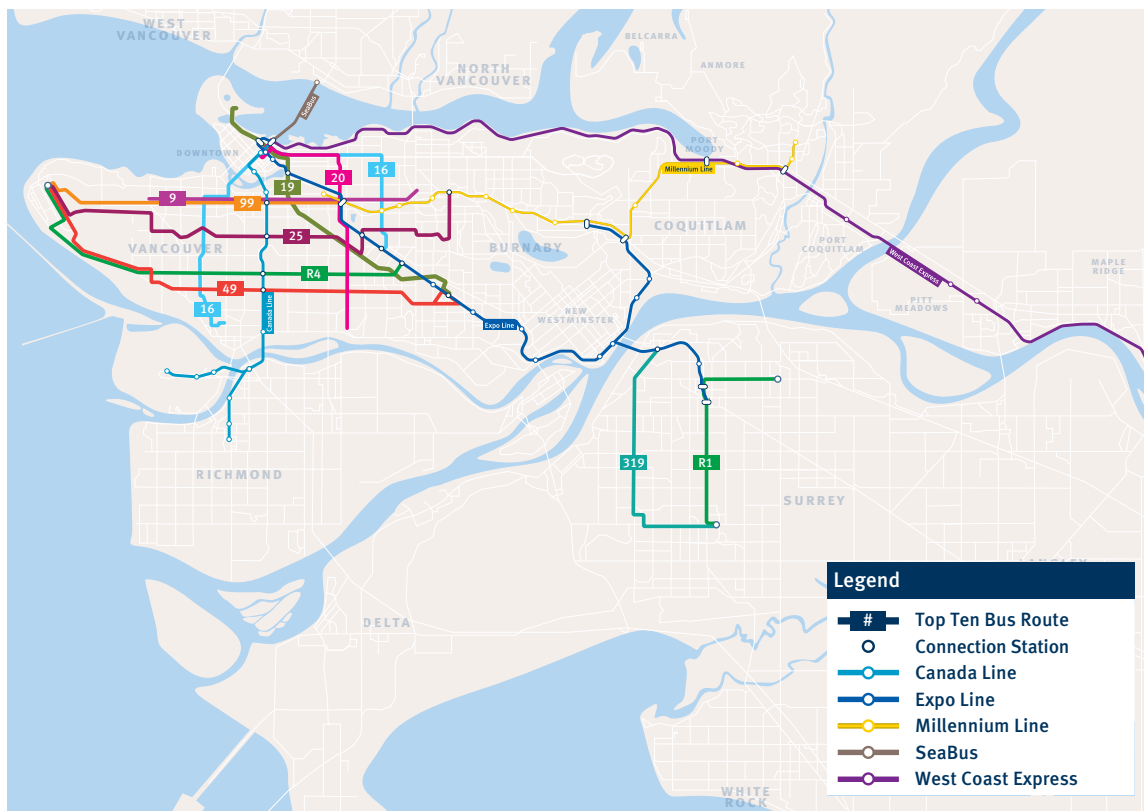 WEST
VANCOUVER
BELCARRA
ANMORE
NORTH
VANCOUVER
SeaBus
DOWNTOWN
PORT
MOODY
Millennium Line
16
19
20
9
99
25
VANCOUVER
BURNABY
COQUITLAM
PORT
COQUITLAM
West Coast Express
MAPLE
RIDGE
PITT
MEADOWS
R4
49
16
Canada Line
Expo Line
NEW
WESTMINSTER
RICHMOND
319
R1
SURREY
LANGLEY
DELTA
WHITE
ROCK
Legend
# Top Ten Bus Route
Connection Station
Canada Line
Expo Line
Millennium Line
SeaBus
West Coast Express